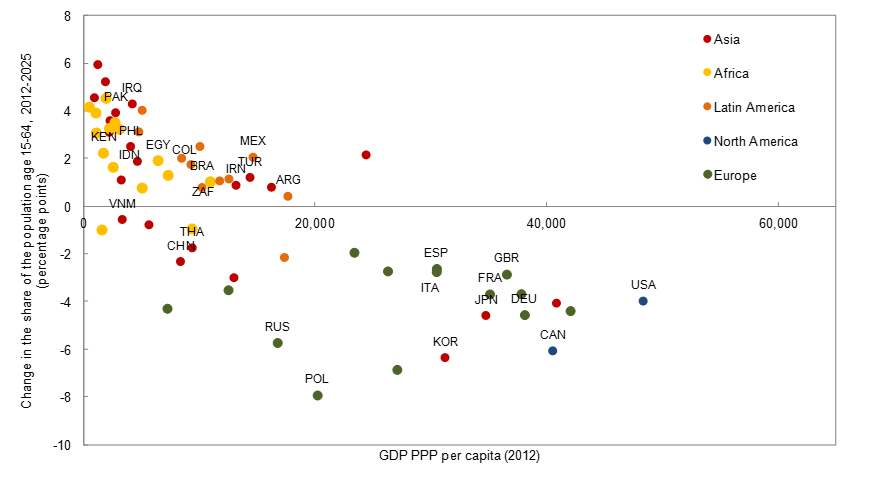 Change in the share of the population age 15-64, 2012-2025
(percentage points)
8
6
4
2
0
-2
-4
-6
-8
-10
0
20,000
40,000
60,000
GDP PPP per capita (2012)
Asia
Africa
Latin America
North America
Europe
IRQ
PAK
PHL
KEN
IDN
EGY
COL
BRA
MEX
TUR
IRN
ARG
ZAF
VNM
THA
CHN
ESP
ITA
GBR
FRA
JPN
DEU
USA
CAN
KOR
RUS
POL